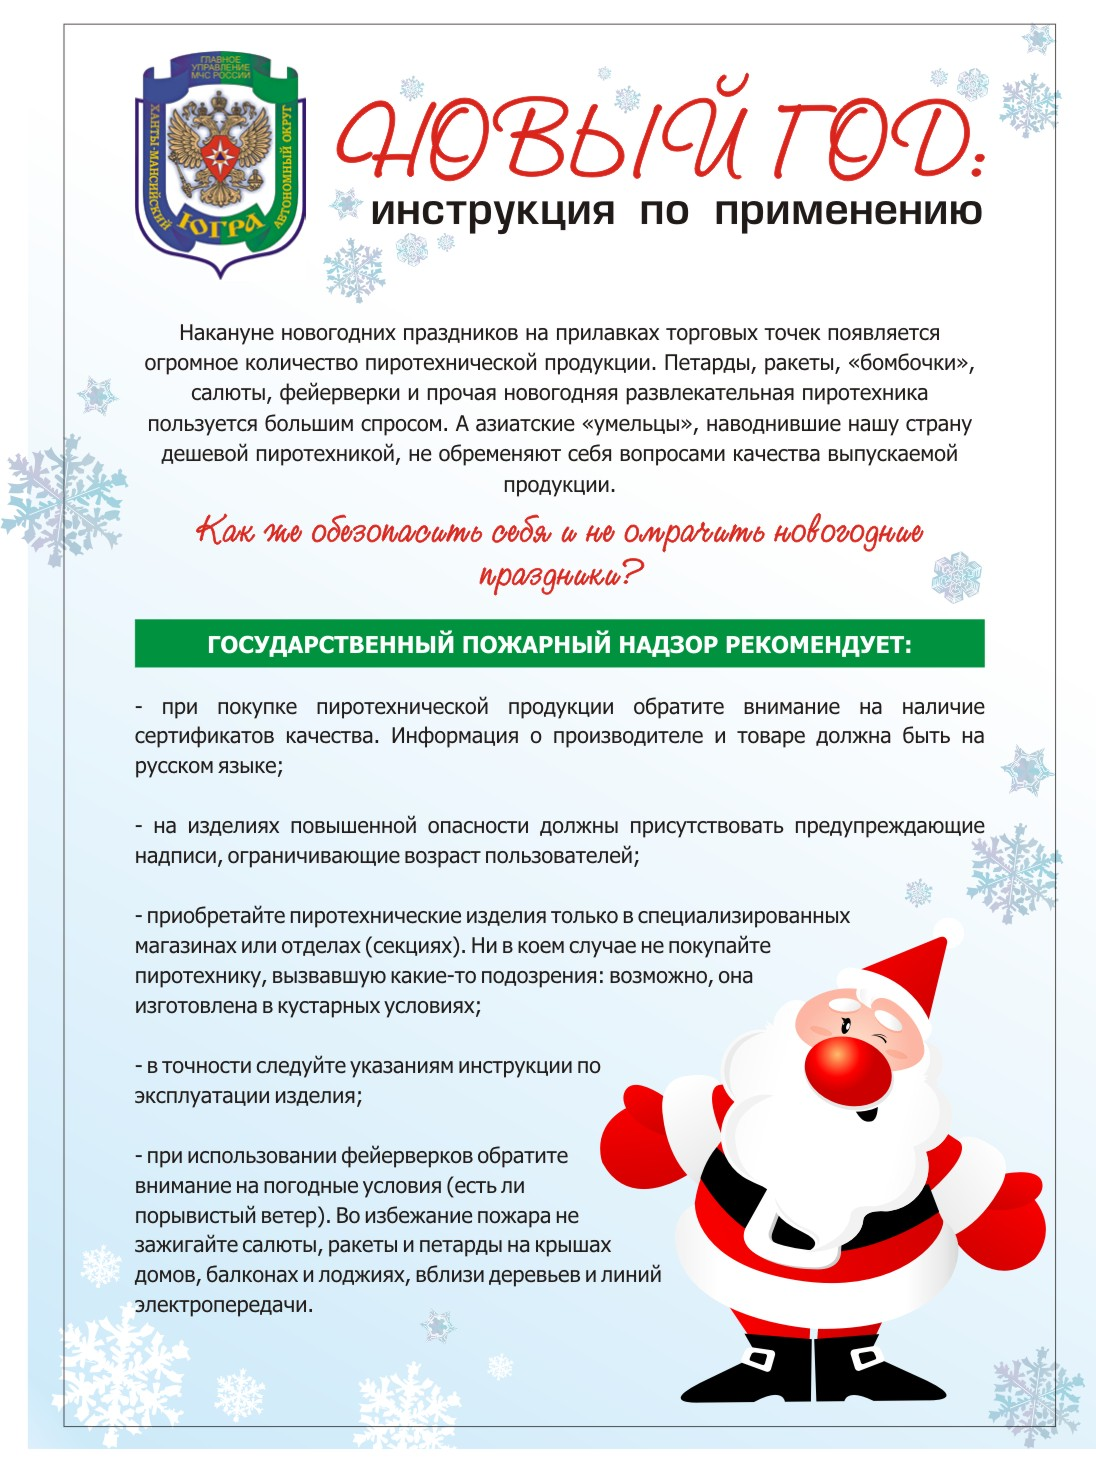 ГЛАВНОЕ
УПРАВЛЕНИЕ
МЧС РОССИИ
ХАНТЫ-МАНСИЙСКИЙ
АВТОНОМНЫЙ ОКРУГ
ЮГРА
НОВЫЙ ГОД:
инструкция по применению
Накануне новогодних праздников на прилавках торговых точек появляется
огромное количество пиротехнической продукции. Петарды, ракеты, «бомбочки»,
салюты, фейерверки и прочая новогодняя развлекательная пиротехника
пользуется большим спросом. А азиатские «умельцы», наводнившие нашу страну
дешевой пиротехникой, не обременяют себя вопросами качества выпускаемой
продукции.
Как же обезопасить себя и не омрачить новогодние
праздники?
ГОСУДАРСТВЕННЫЙ ПОЖАРНЫЙ НАДЗОР РЕКОМЕНДУЕТ:
- при покупке пиротехнической продукции обратите внимание на наличие
сертификатов качества. Информация о производителе и товаре должна быть на
русском языке;
- на изделиях повышенной опасности должны присутствовать предупреждающие
надписи, ограничивающие возраст пользователей;
- приобретайте пиротехнические изделия только в специализированных
магазинах или отделах (секциях). Ни в коем случае не покупайте
пиротехнику, вызвавшую какие-то подозрения: возможно, она
изготовлена в кустарных условиях;
- в точности следуйте указаниям инструкции по
эксплуатации изделия;
- при использовании фейерверков обратите
внимание на погодные условия (есть ли
порывистый ветер). Во избежание пожара не
зажигайте салюты, ракеты и петарды на крышах
домов, балконах и лоджиях, вблизи деревьев и линий
электропередачи.